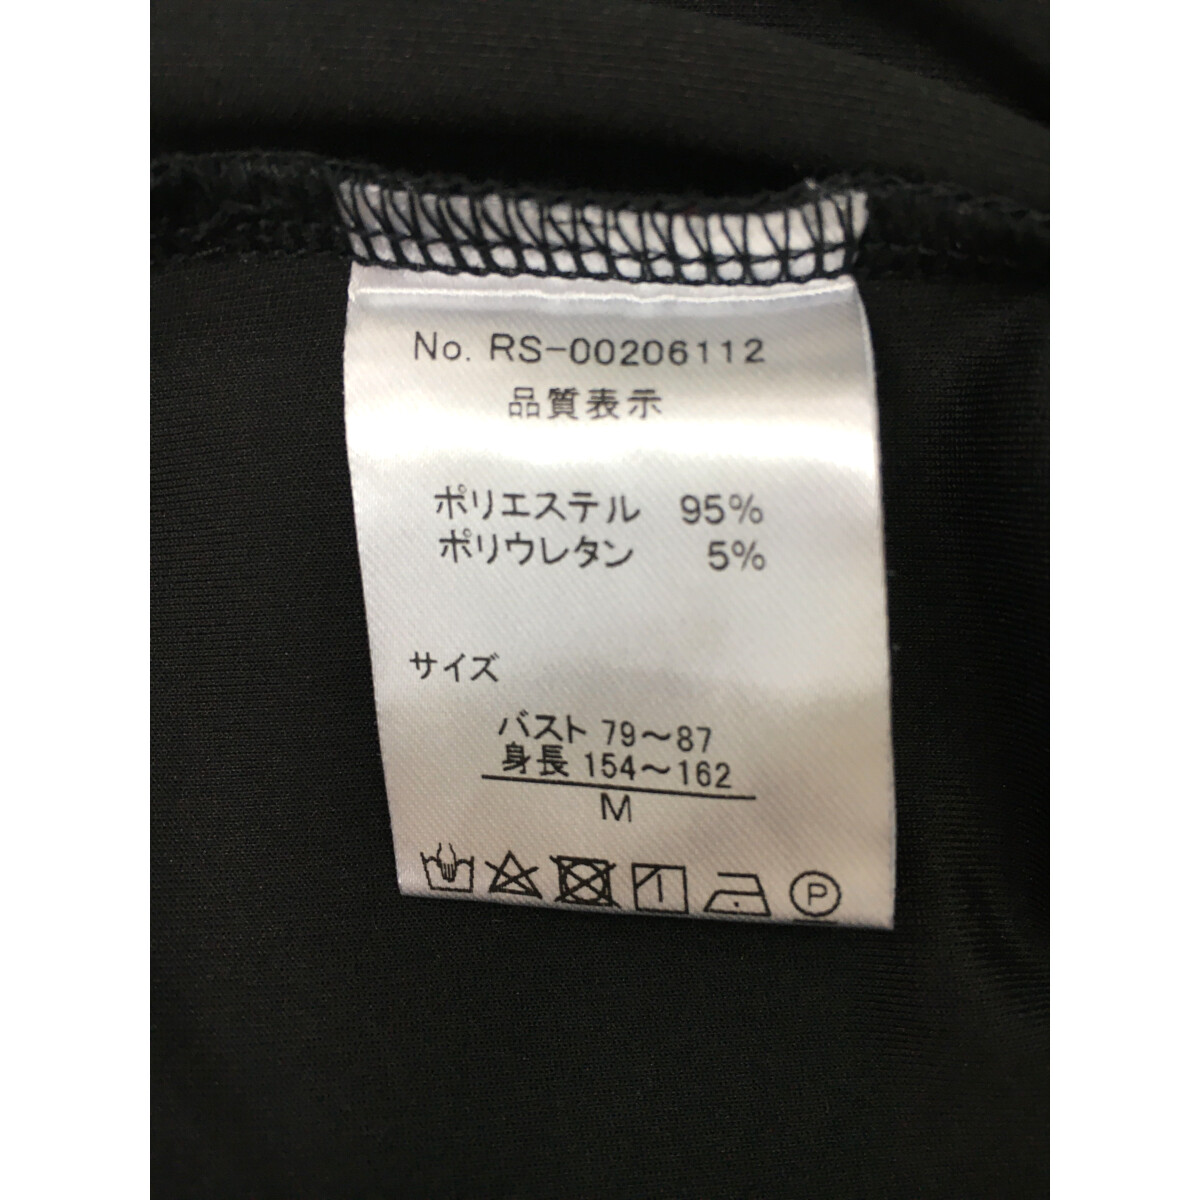 No. RS-00206112
品質表示
ポリエステル 95%
ポリウレタン 5%
サイズ
バスト 79〜87
身長 154〜162
M
P